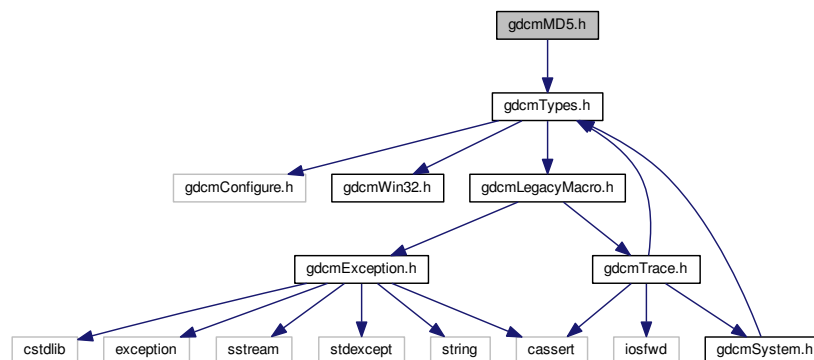 gdcmMD5.h
gdcmTypes.h
gdcmConfigure.h
gdcmWin32.h
gdcmLegacyMacro.h
gdcmException.h
gdcmTrace.h
cstdlib
exception
sstream
stdexcept
string
cassert
iosfwd
gdcmSystem.h